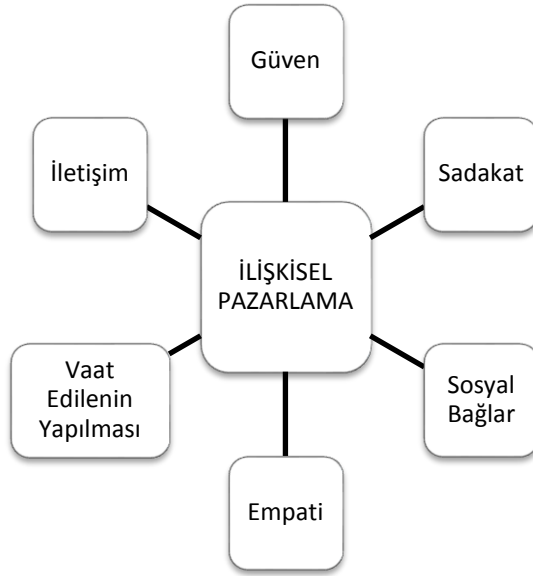 Güven
İletişim
Sadakat
İLİŞKİSEL
PAZARLAMA
Vaat
Edilenin
Yapılması
Sosyal
Bağlar
Empati